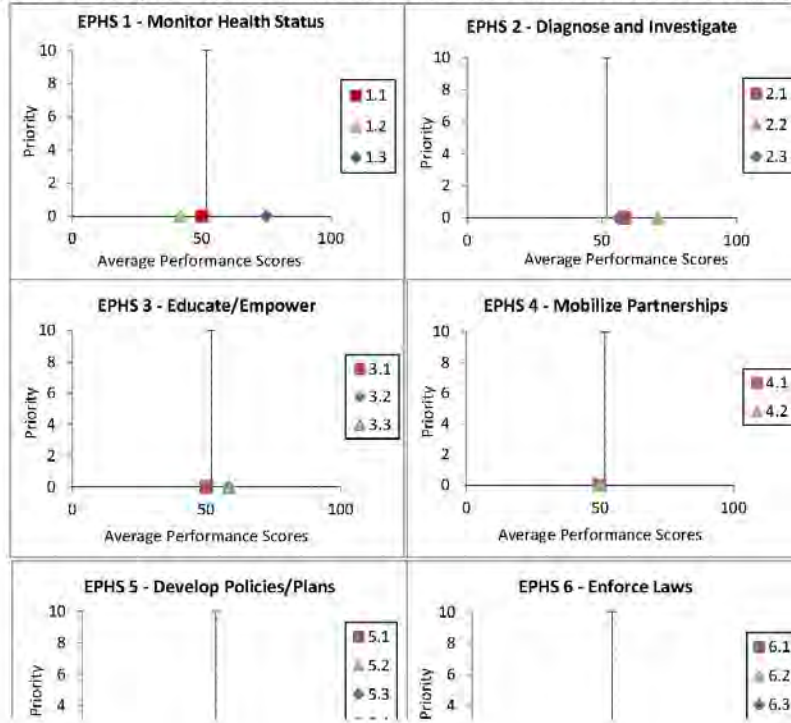 EPHS 1 - Monitor Health Status
10
8
6
4
2
0
Priority
0 50 100
Average Performance Scores
1.1
1.2
1.3
EPHS 2 - Diagnose and Investigate
10
8
6
4
2
0
Priority
0 50 100
Average Performance Scores
2.1
2.2
2.3
EPHS 3 - Educate/Empower
10
8
6
4
2
0
Priority
0 50 100
Average Performance Scores
3.1
3.2
3.3
EPHS 4 - Mobilize Partnerships
10
8
6
4
2
0
Priority
0 50 100
Average Performance Scores
4.1
4.2
EPHS 5 - Develop Policies/Plans
10
8
6
4
Priority
5.1
5.2
5.3
EPHS 6 - Enforce Laws
10
8
6
4
Priority
6.1
6.2
6.3